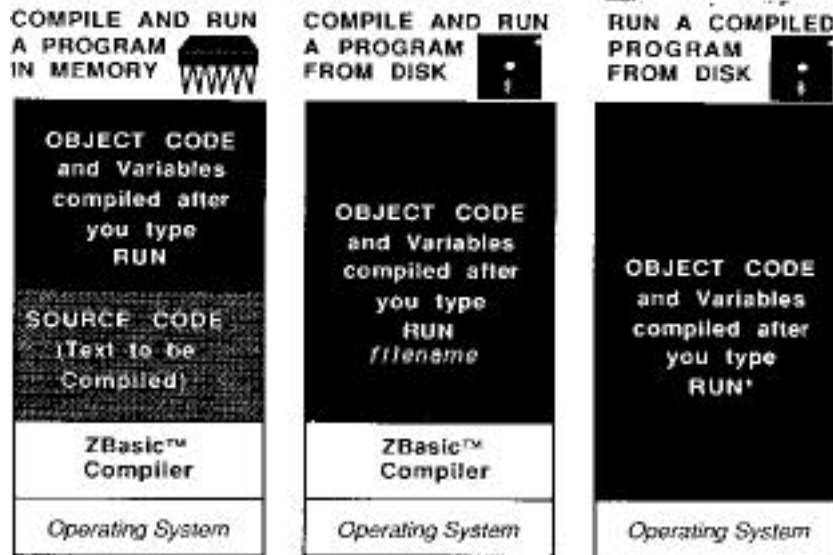 COMPILE AND RUN
A PROGRAM
IN MEMORY
OBJECT CODE
and Variables
compiled after
you type
RUN
SOURCE CODE
(Text to be
Compiled)
ZBasic™
Compiler
Operating System
COMPILE AND RUN
A PROGRAM
FROM DISK
OBJECT CODE
and Variables
compiled after
you type
RUN
filename
ZBasic™
Compiler
Operating System
RUN A COMPILED
PROGRAM
FROM DISK
OBJECT CODE
and Variables
compiled after
you type
RUN*
Operating System